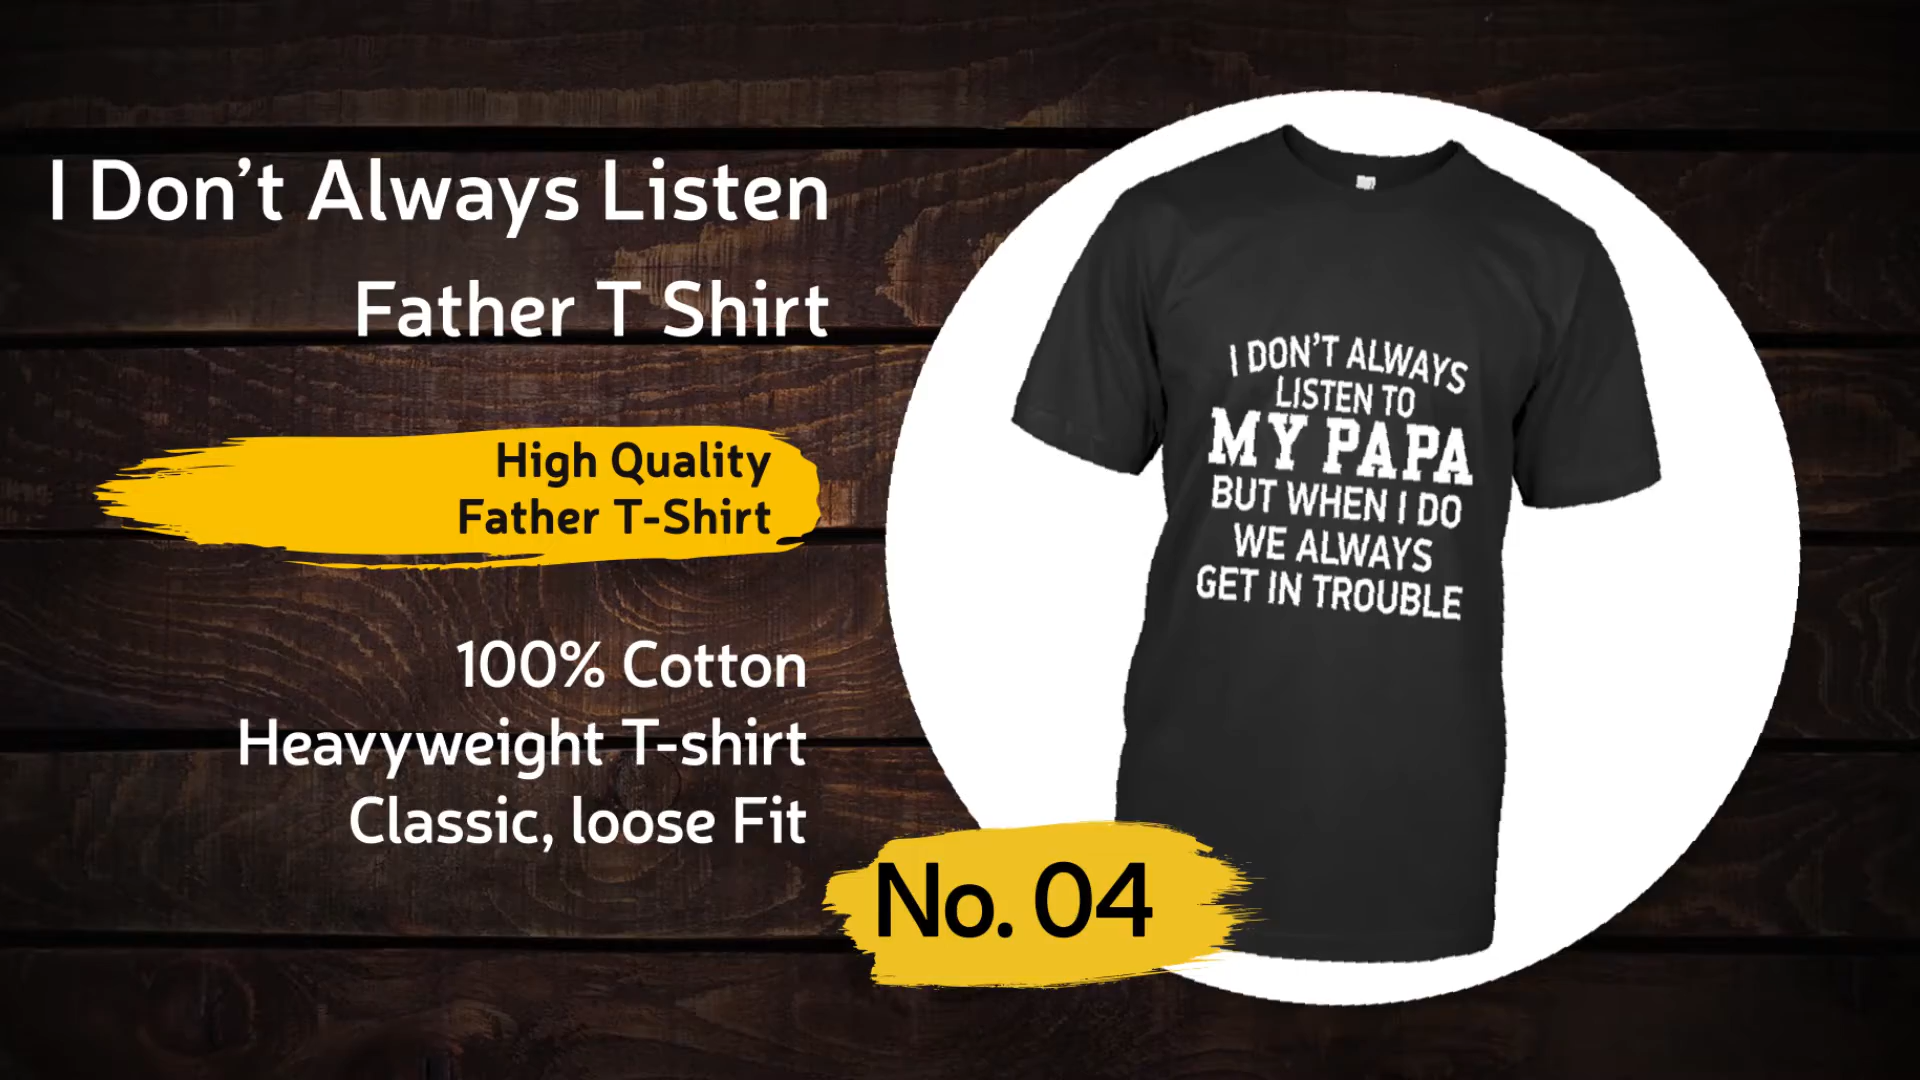 I Don’t Always Listen
Father T Shirt
High Quality
Father T-Shirt
100% Cotton
Heavyweight T-shirt
Classic, loose Fit
I DON’T ALWAYS
LISTEN TO
MY PAPA
BUT WHEN I DO
WE ALWAYS
GET IN TROUBLE
No. 04